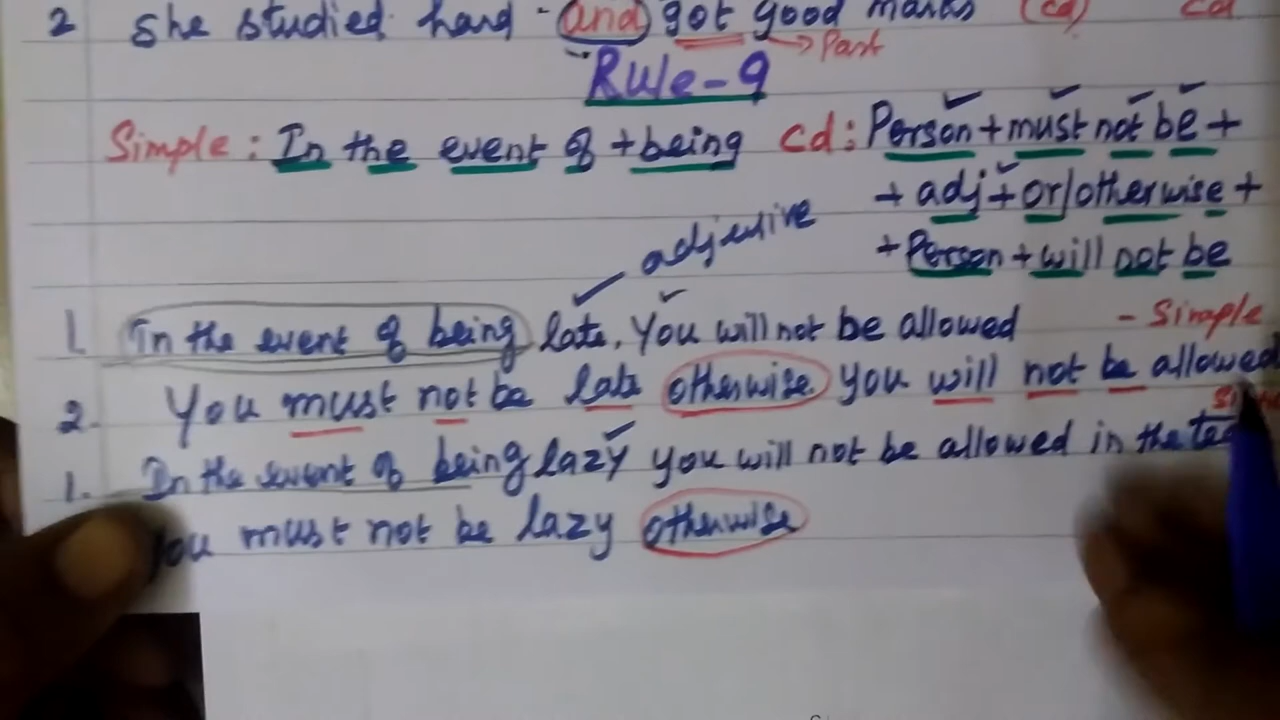 2 She studied hard - and got good marks (cd) cd
→ Past
Rule-9
Simple : In the event of + being cd : Person + must not be +
+ adj + or/otherwise +
adjective
+ Person + will not be
1. In the event of being late, you will not be allowed - Simple
2. You must not be late otherwise you will not be allowed
1. In the event of being lazy you will not be allowed in the
You must not be lazy otherwise